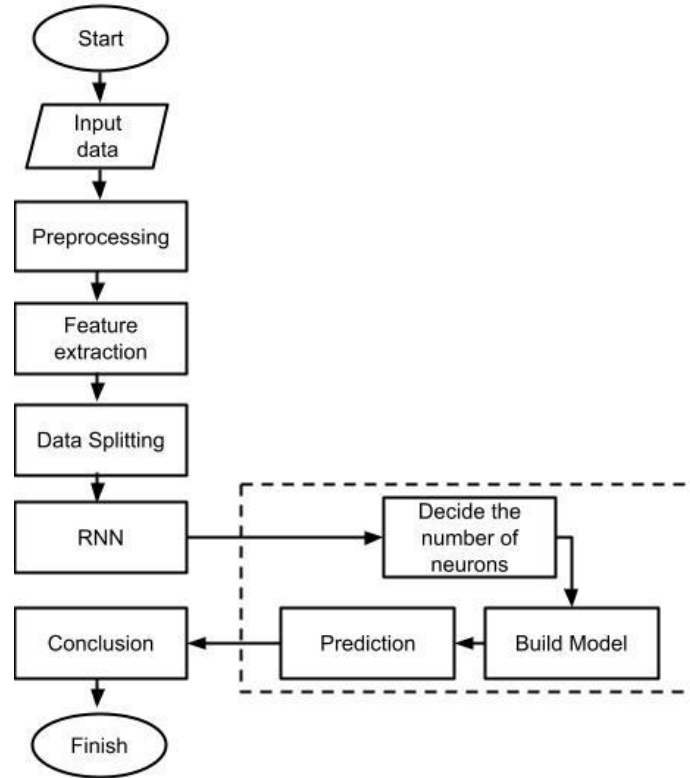 Start
Input
data
Preprocessing
Feature
extraction
Data Splitting
RNN
Decide the
number of
neurons
Build Model
Prediction
Conclusion
Finish